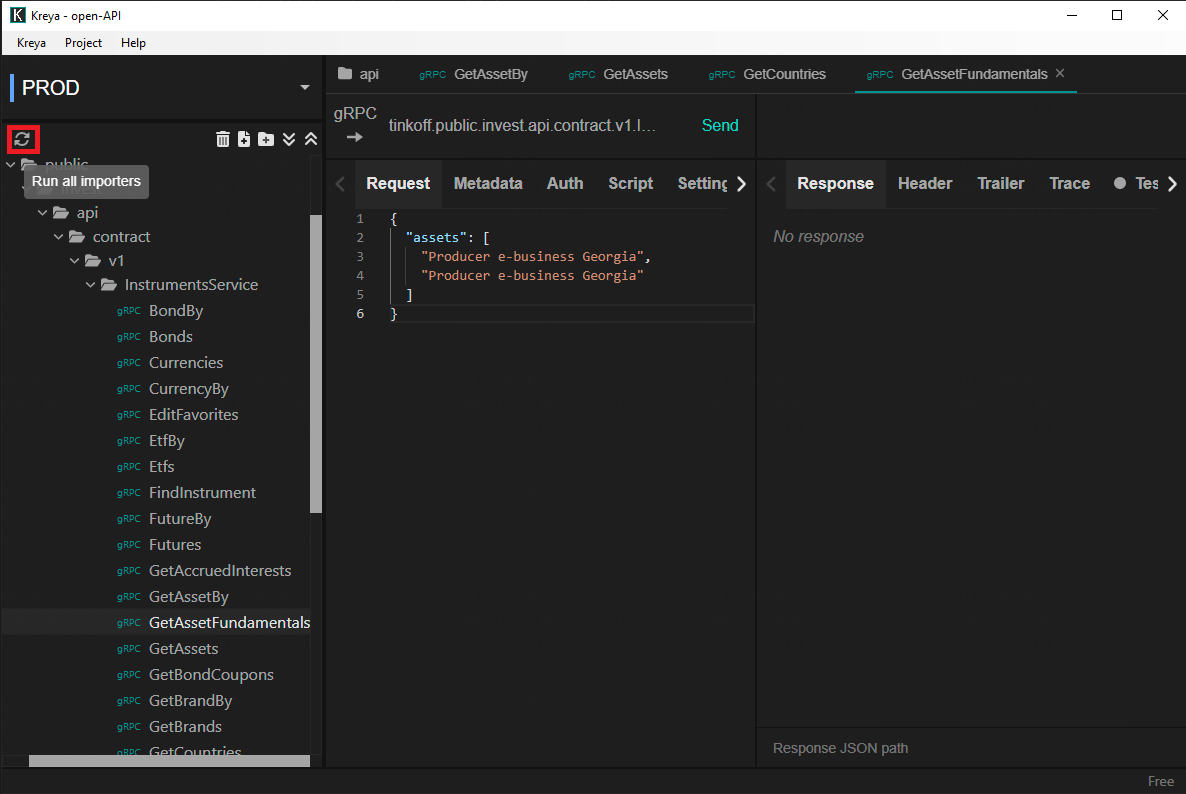 Kreya - open-API
Kreya Project Help
PROD
api
gRPC GetAssetBy
gRPC GetAssets
gRPC GetCountries
gRPC GetAssetFundamentals
public
Run all importers
api
contract
v1
InstrumentsService
gRPC BondBy
gRPC Bonds
gRPC Currencies
gRPC CurrencyBy
gRPC EditFavorites
gRPC EtfBy
gRPC Etfs
gRPC FindInstrument
gRPC FutureBy
gRPC Futures
gRPC GetAccruedInterests
gRPC GetAssetBy
gRPC GetAssetFundamentals
gRPC GetAssets
gRPC GetBondCoupons
gRPC GetBrandBy
gRPC GetBrands
gRPC GetCountries
gRPC
tinkoff.public.invest.api.contract.v1.I...
Send
Request Metadata Auth Script Setting
1 {
2 "assets": [
3 "Producer e-business Georgia",
4 "Producer e-business Georgia"
5 ]
6 }
Response Header Trailer Trace Tes
No response
Response JSON path
Free